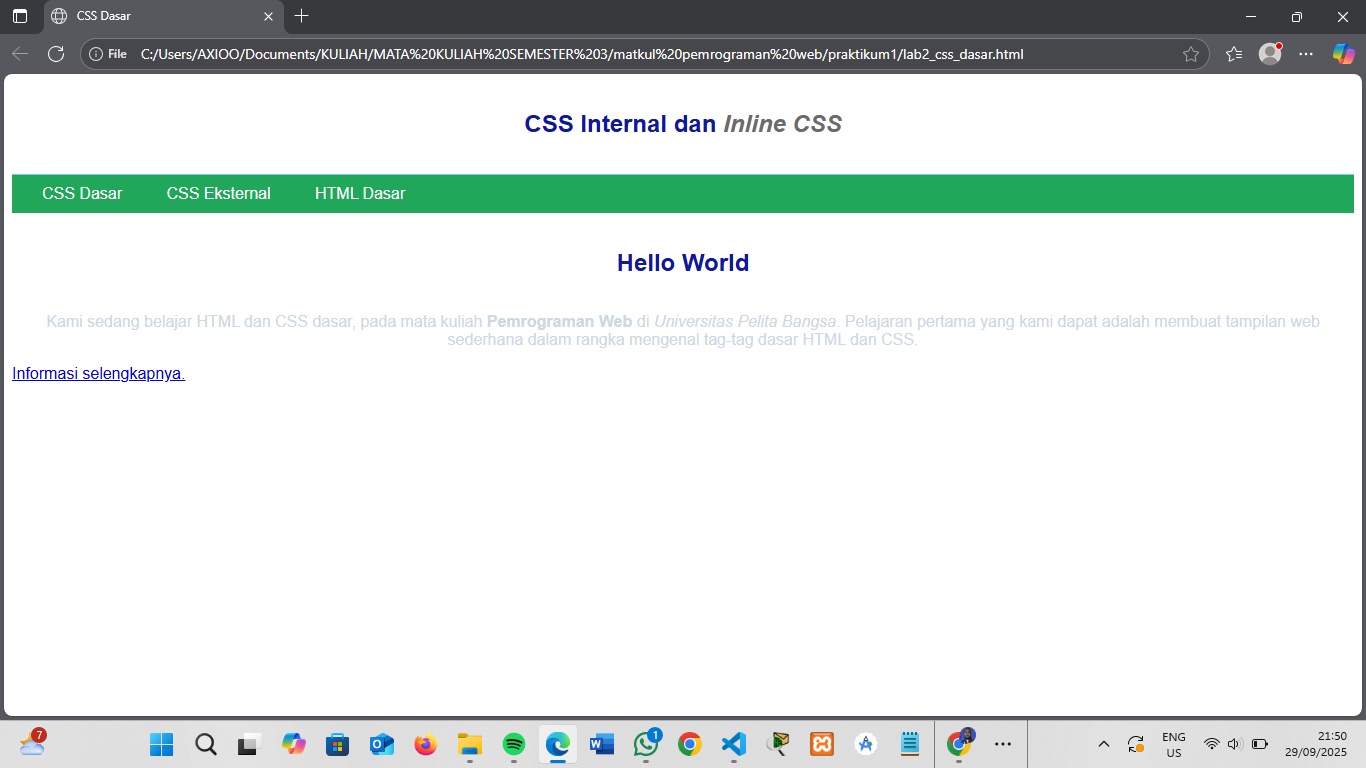 CSS Dasar
File C:/Users/AXIOO/Documents/KULIAH/MATA%20KULIAH%20SEMESTER%203/matkul%20pemrograman%20web/praktikum1/lab2_css_dasar.html
CSS Internal dan Inline CSS
CSS Dasar CSS Eksternal HTML Dasar
Hello World
Kami sedang belajar HTML dan CSS dasar, pada mata kuliah Pemrograman Web di Universitas Pelita Bangsa. Pelajaran pertama yang kami dapat adalah membuat tampilan web
sederhana dalam rangka mengenal tag-tag dasar HTML dan CSS.
Informasi selengkapnya.
7
1
ENG
US
21:50
29/09/2025